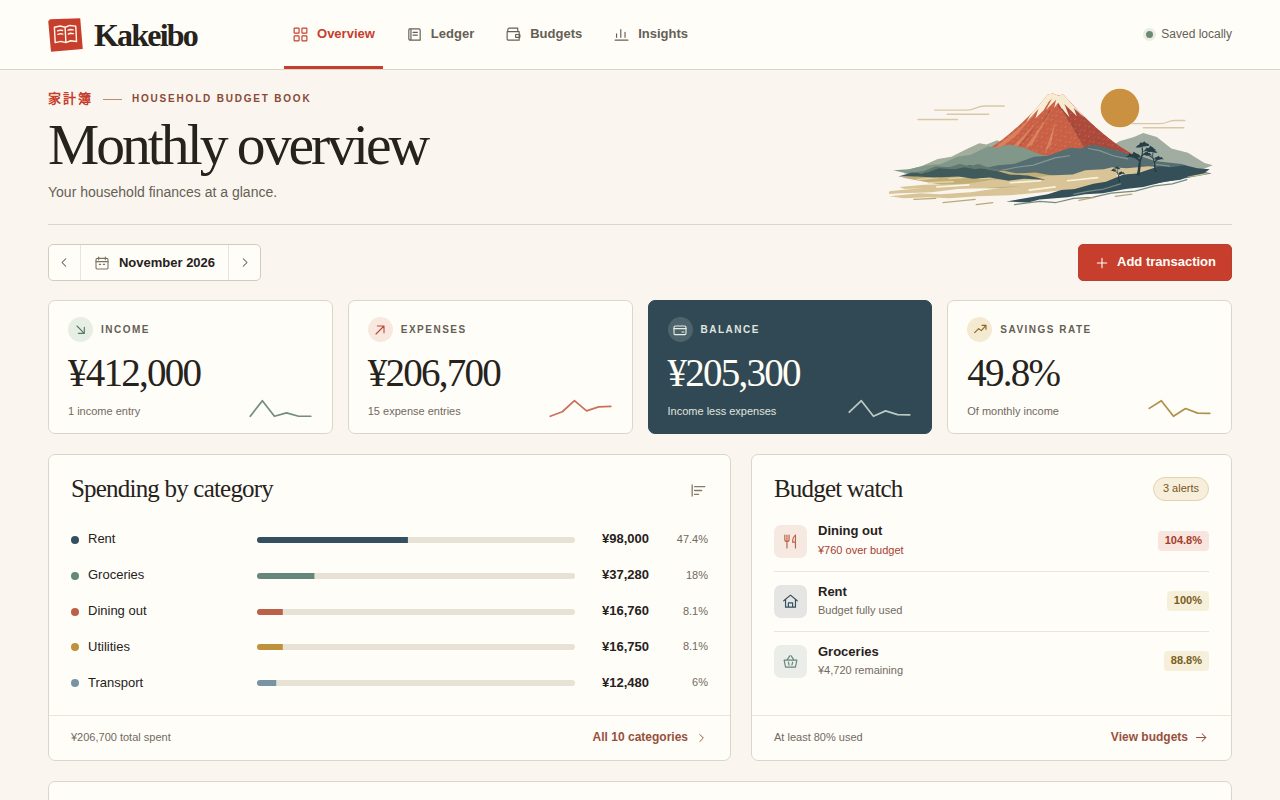 Kakeibo
Overview
Ledger
Budgets
Insights
Saved locally
家計簿 — HOUSEHOLD BUDGET BOOK
Monthly overview
Your household finances at a glance.
November 2026
Add transaction
INCOME
¥412,000
1 income entry
EXPENSES
¥206,700
15 expense entries
BALANCE
¥205,300
Income less expenses
SAVINGS RATE
49.8%
Of monthly income
Spending by category
Rent ¥98,000 47.4%
Groceries ¥37,280 18%
Dining out ¥16,760 8.1%
Utilities ¥16,750 8.1%
Transport ¥12,480 6%
¥206,700 total spent
All 10 categories
Budget watch
3 alerts
Dining out
¥760 over budget
104.8%
Rent
Budget fully used
100%
Groceries
¥4,720 remaining
88.8%
At least 80% used
View budgets